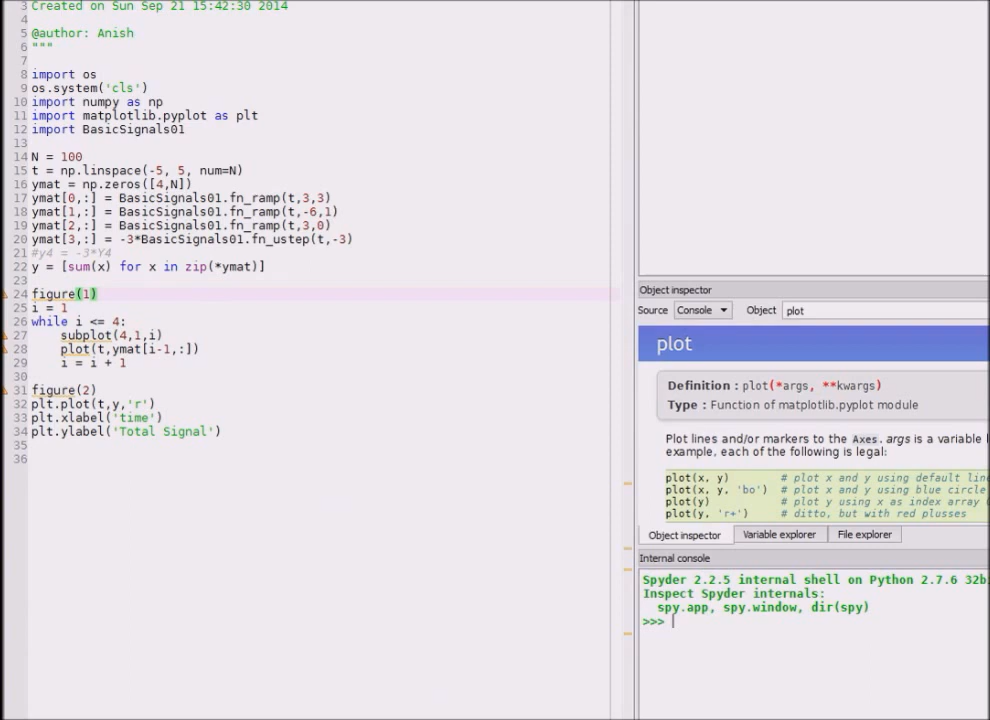 3 Created on Sun Sep 21 15:42:30 2014
4
5 @author: Anish
6 """
7
8 import os
9 os.system('cls')
10 import numpy as np
11 import matplotlib.pyplot as plt
12 import BasicSignals01
13
14 N = 100
15 t = np.linspace(-5, 5, num=N)
16 ymat = np.zeros([4,N])
17 ymat[0,:] = BasicSignals01.fn_ramp(t,3,3)
18 ymat[1,:] = BasicSignals01.fn_ramp(t,-6,1)
19 ymat[2,:] = BasicSignals01.fn_ramp(t,3,0)
20 ymat[3,:] = -3*BasicSignals01.fn_ustep(t,-3)
21 #y4 = -3*Y4
22 y = [sum(x) for x in zip(*ymat)]
23
24 figure(1)
25 i = 1
26 while i <= 4:
27     subplot(4,1,i)
28     plot(t,ymat[i-1,:])
29     i = i + 1
30
31 figure(2)
32 plt.plot(t,y,'r')
33 plt.xlabel('time')
34 plt.ylabel('Total Signal')
35
36
Object inspector
Source Console Object plot
plot
Definition : plot(*args, **kwargs)
Type : Function of matplotlib.pyplot module
Plot lines and/or markers to the Axes. args is a variable l
example, each of the following is legal:
plot(x, y) # plot x and y using default line
plot(x, y, 'bo') # plot x and y using blue circle
plot(y) # plot y using x as index array
plot(y, 'r+') # ditto, but with red plusses
Object inspector Variable explorer File explorer
Internal console
Spyder 2.2.5 internal shell on Python 2.7.6 32b
Inspect Spyder internals:
spy.app, spy.window, dir(spy)
>>>